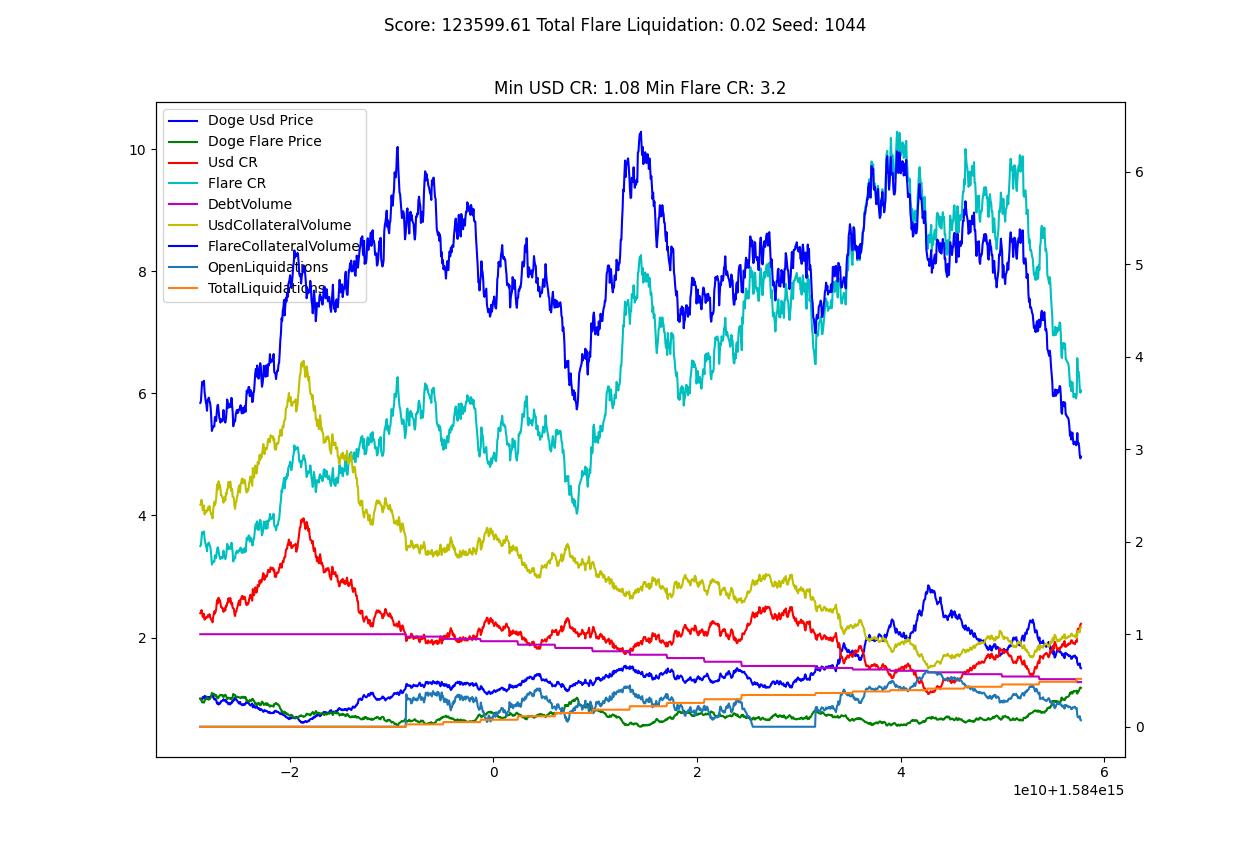 Score: 123599.61 Total Flare Liquidation: 0.02 Seed: 1044
Min USD CR: 1.08 Min Flare CR: 3.2
Doge Usd Price
Doge Flare Price
Usd CR
Flare CR
DebtVolume
UsdCollateralVolume
FlareCollateralVolume
OpenLiquidations
TotalLiquidations
10
8
6
4
2
6
5
4
3
2
1
0
−2
0
2
4
6
1e10+1.584e15